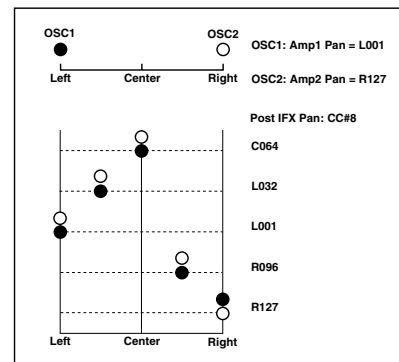 OSC1 OSC2
OSC1: Amp1 Pan = L001
Left Center Right
OSC2: Amp2 Pan = R127
Post IFX Pan: CC#8
C064
L032
L001
R096
R127
Left Center Right